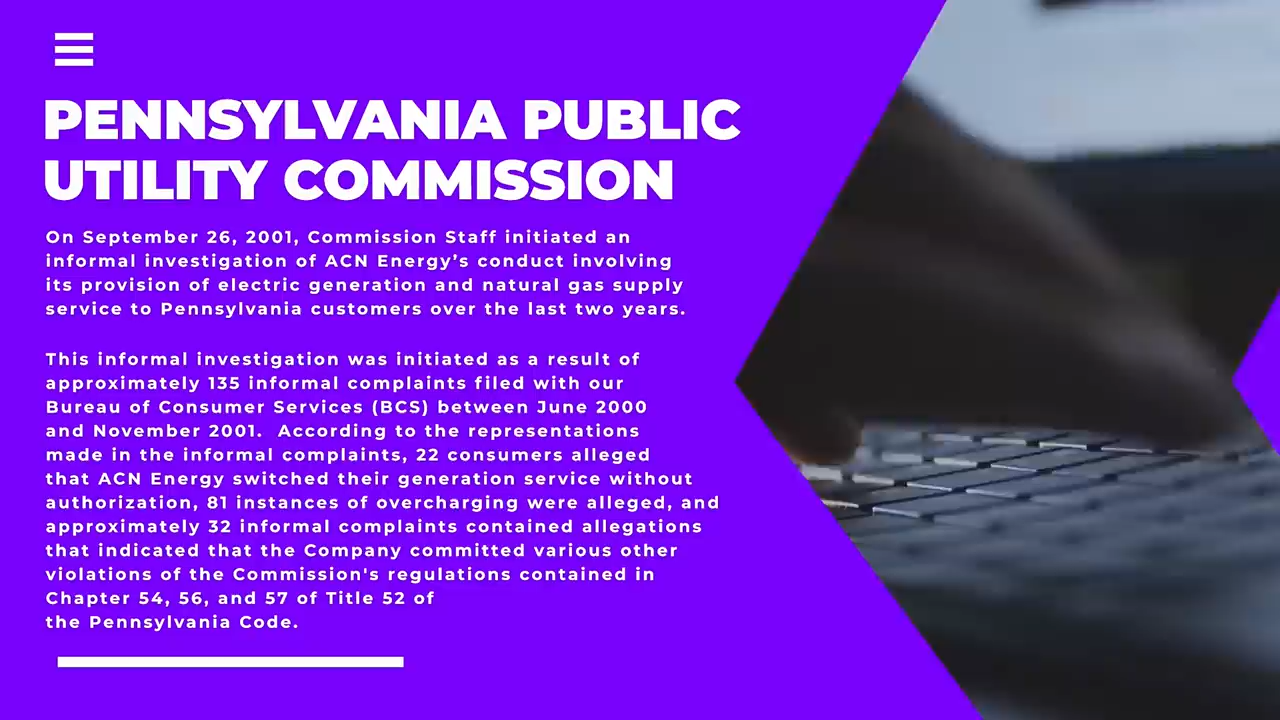 PENNSYLVANIA PUBLIC
UTILITY COMMISSION
On September 26, 2001, Commission Staff initiated an
informal investigation of ACN Energy’s conduct involving
its provision of electric generation and natural gas supply
service to Pennsylvania customers over the last two years.
This informal investigation was initiated as a result of
approximately 135 informal complaints filed with our
Bureau of Consumer Services (BCS) between June 2000
and November 2001.  According to the representations
made in the informal complaints, 22 consumers alleged
that ACN Energy switched their generation service without
authorization, 81 instances of overcharging were alleged, and
approximately 32 informal complaints contained allegations
that indicated that the Company committed various other
violations of the Commission's regulations contained in
Chapter 54, 56, and 57 of Title 52 of
the Pennsylvania Code.